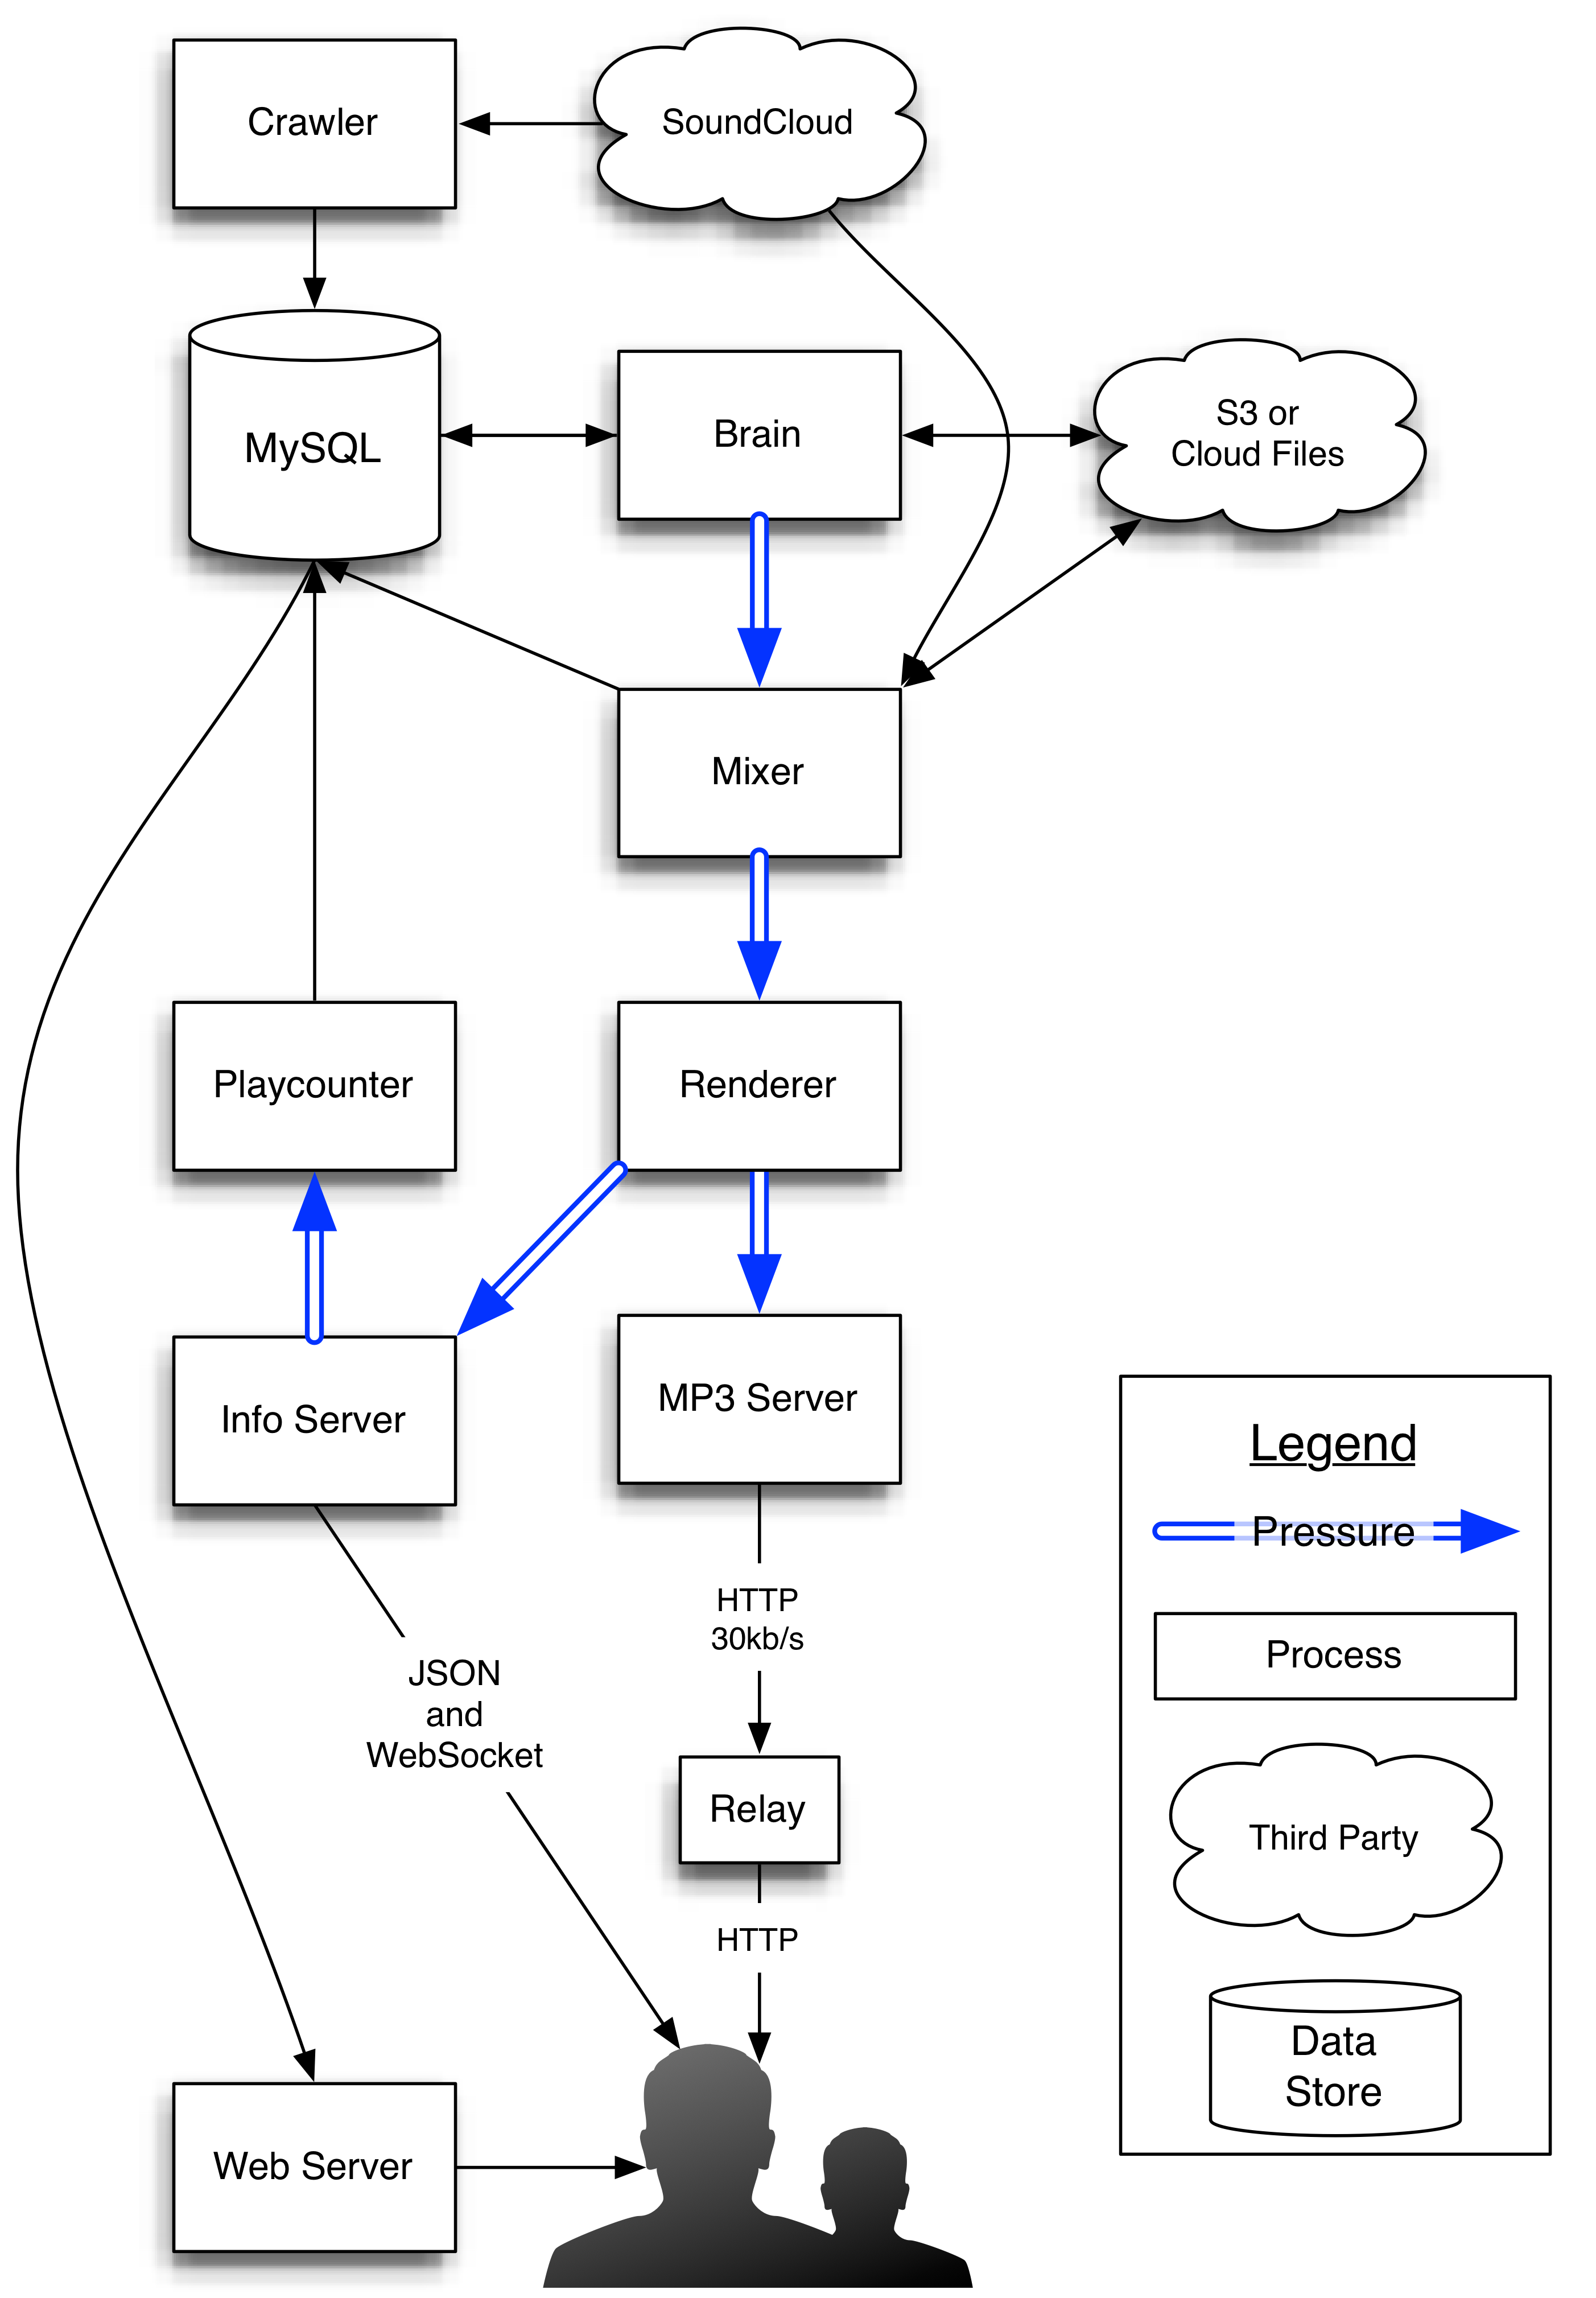 Crawler
SoundCloud
MySQL
Brain
S3 or
Cloud Files
Mixer
Playcounter
Renderer
Info Server
MP3 Server
HTTP
30kb/s
JSON
and
WebSocket
Relay
HTTP
Web Server
Legend
Pressure
Process
Third Party
Data
Store